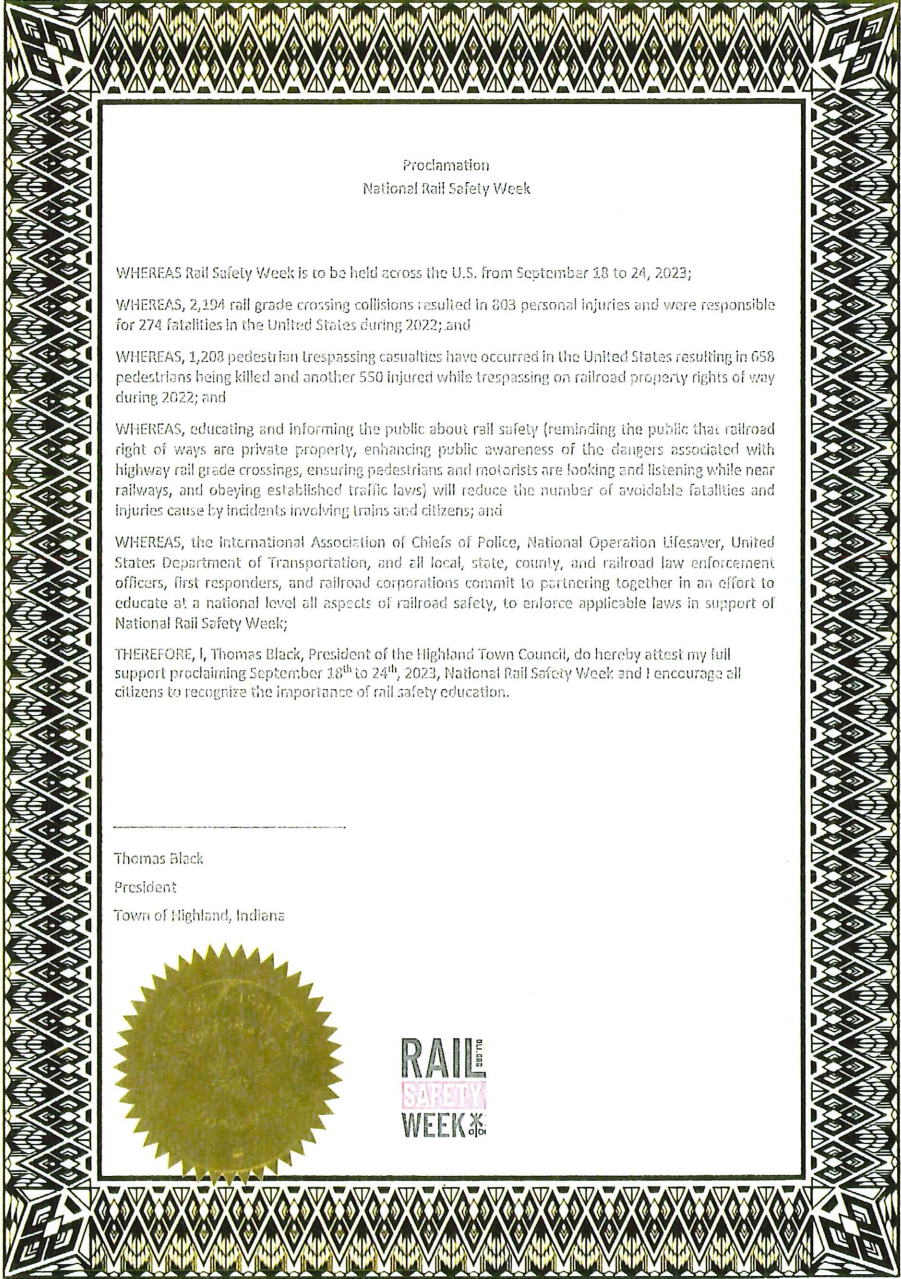 Proclamation
National Rail Safety Week
WHEREAS Rail Safety Week is to be held across the U.S. from September 18 to 24, 2023;
WHEREAS, 2,194 rail grade crossing collisions resulted in 803 personal injuries and were responsible
for 274 fatalities in the United States during 2022; and
WHEREAS, 1,208 pedestrian trespassing casualties have occurred in the United States resulting in 658
pedestrians being killed and another 550 injured while trespassing on railroad property rights of way
during 2022; and
WHEREAS, educating and informing the public about rail safety (reminding the public that railroad
right of ways are private property, enhancing public awareness of the dangers associated with
highway rail grade crossings, ensuring pedestrians and motorists are looking and listening while near
railways, and obeying established traffic laws) will reduce the number of avoidable fatalities and
injuries cause by incidents involving trains and citizens; and
WHEREAS, the International Association of Chiefs of Police, National Operation Lifesaver, United
States Department of Transportation, and all local, state, county, and railroad law enforcement
officers, first responders, and railroad corporations commit to partnering together in an effort to
educate at a national level all aspects of railroad safety, to enforce applicable laws in support of
National Rail Safety Week;
THEREFORE, I, Thomas Black, President of the Highland Town Council, do hereby attest my full
support proclaiming September 18th to 24th, 2023, National Rail Safety Week and I encourage all
citizens to recognize the importance of rail safety education.
Thomas Black
President
Town of Highland, Indiana
RAIL
OLI.ORG
SAFETY
WEEK